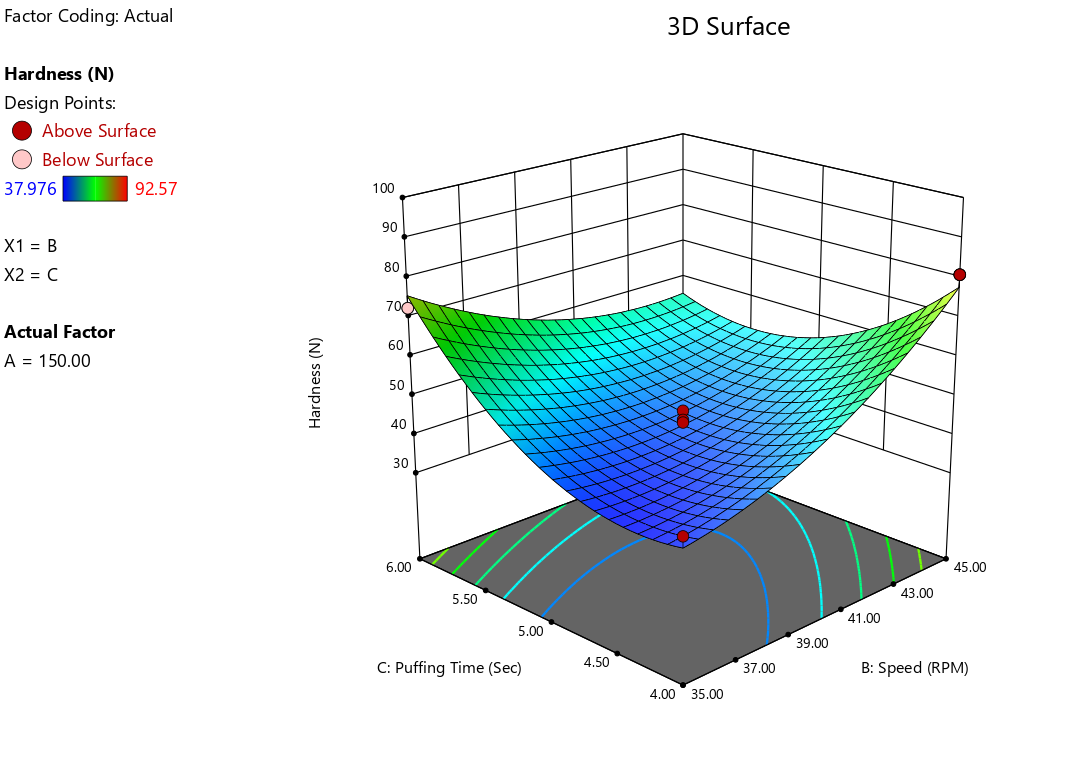 Factor Coding: Actual
3D Surface
Hardness (N)
Design Points:
Above Surface
Below Surface
37.976 92.57
X1 = B
X2 = C
Actual Factor
A = 150.00
Hardness (N)
100
90
80
70
60
50
40
30
6.00
5.50
5.00
4.50
4.00
C: Puffing Time (Sec)
35.00
37.00
39.00
41.00
43.00
45.00
B: Speed (RPM)